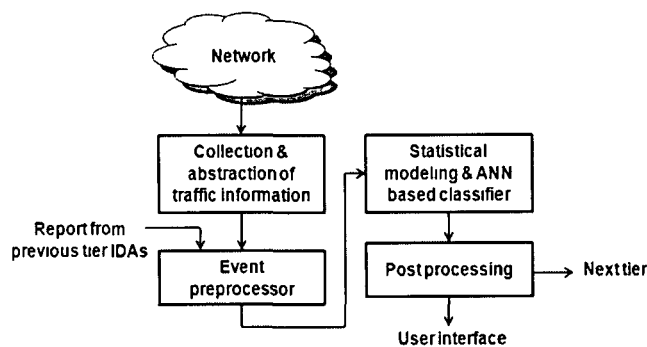 Network
Collection &
abstraction of
traffic information
Statistical
modeling & ANN
based classifier
Report from
previous tier IDAs
Event
preprocessor
Post processing
Next tier
User interface